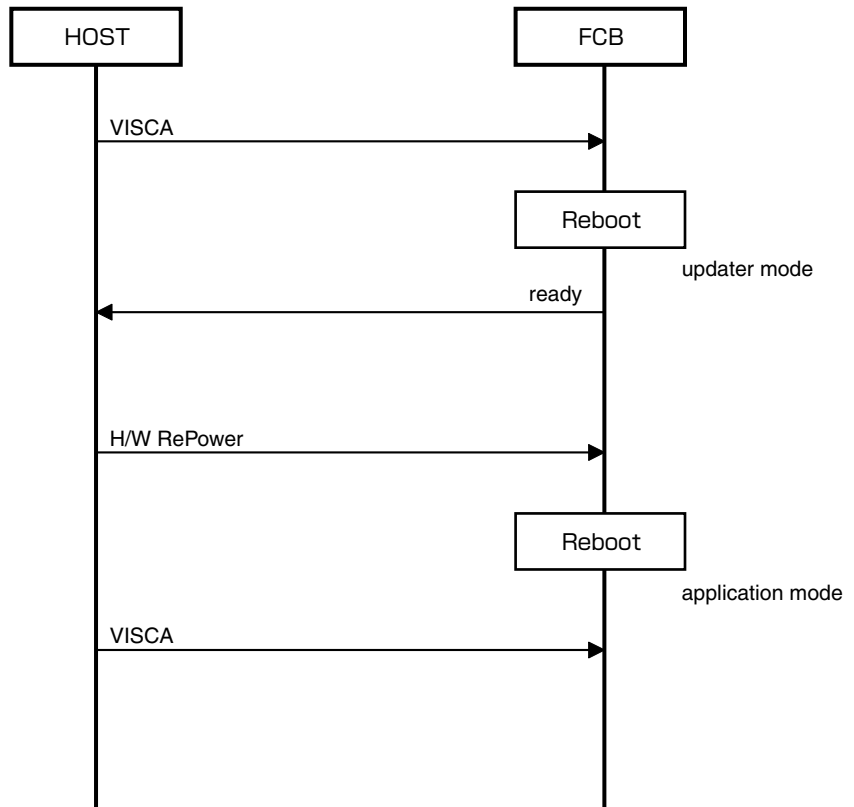 HOST
FCB
VISCA
Reboot
updater mode
ready
H/W RePower
Reboot
application mode
VISCA